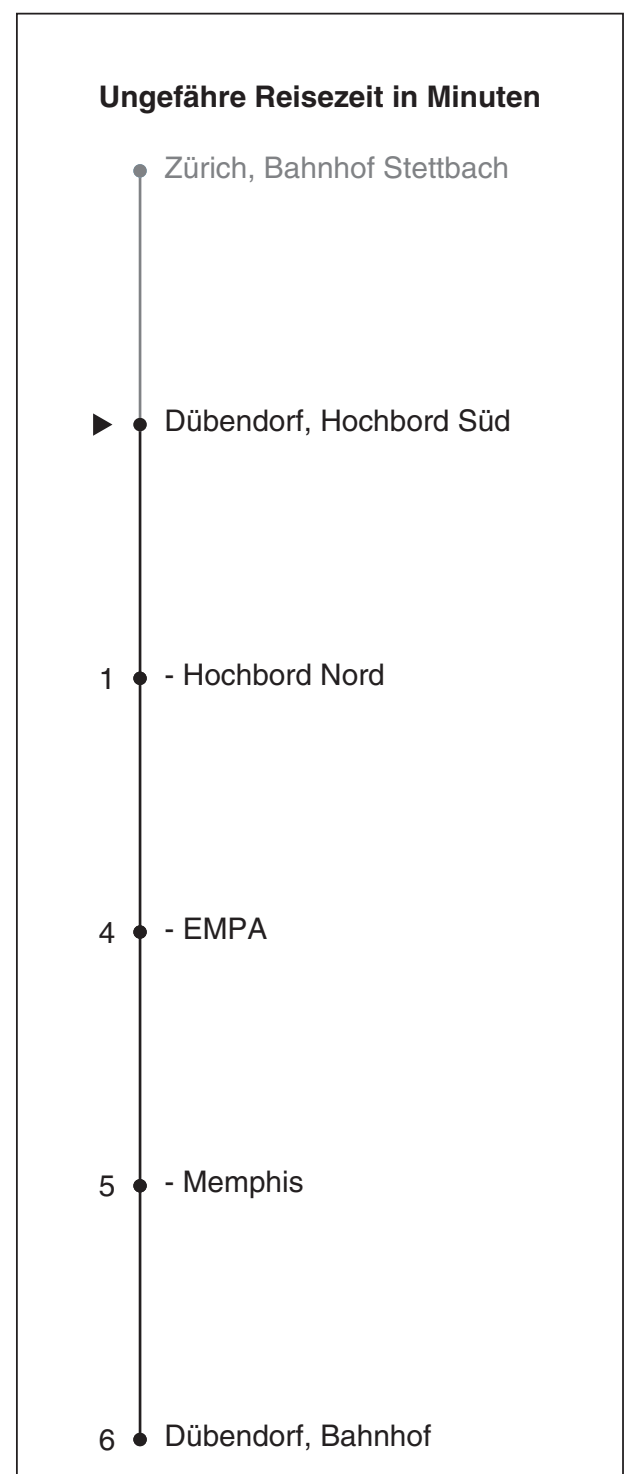 Ungefähre Reisezeit in Minuten
Zürich, Bahnhof Stettbach
Dübendorf, Hochbord Süd
1 - Hochbord Nord
4 - EMPA
5 - Memphis
6 Dübendorf, Bahnhof